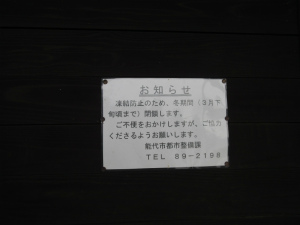 お知らせ
凍結防止のため、冬期間(3月下
旬頃まで)閉鎖します。
ご不便をおかけしますが、ご協力
くださるようお願いします。
能代市都市整備課
TEL 89-2198